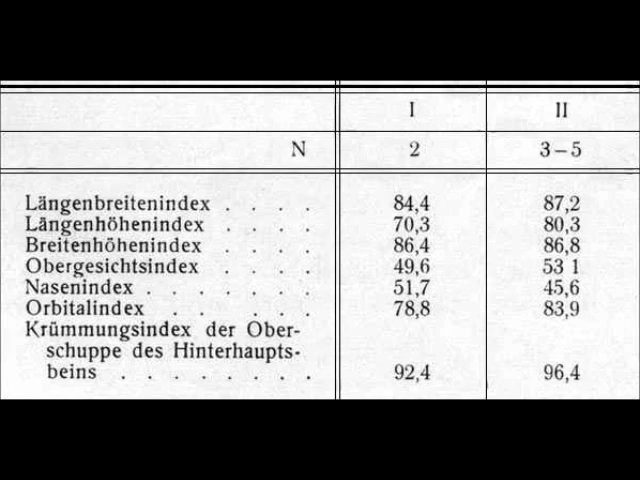 I II
N 2 3-5
Längenbreitenindex . . . . 84,4 87,2
Längenhöhenindex . . . . 70,3 80,3
Breitenhöhenindex . . . . 86,4 86,8
Obergesichtsindex . . . . 49,6 53 1
Nasenindex . . . . . . . 51,7 45,6
Orbitalindex . . . . . 78,8 83,9
Krümmungsindex der Ober-
schuppe des Hinterhaupts-
beins . . . . . . . . 92,4 96,4